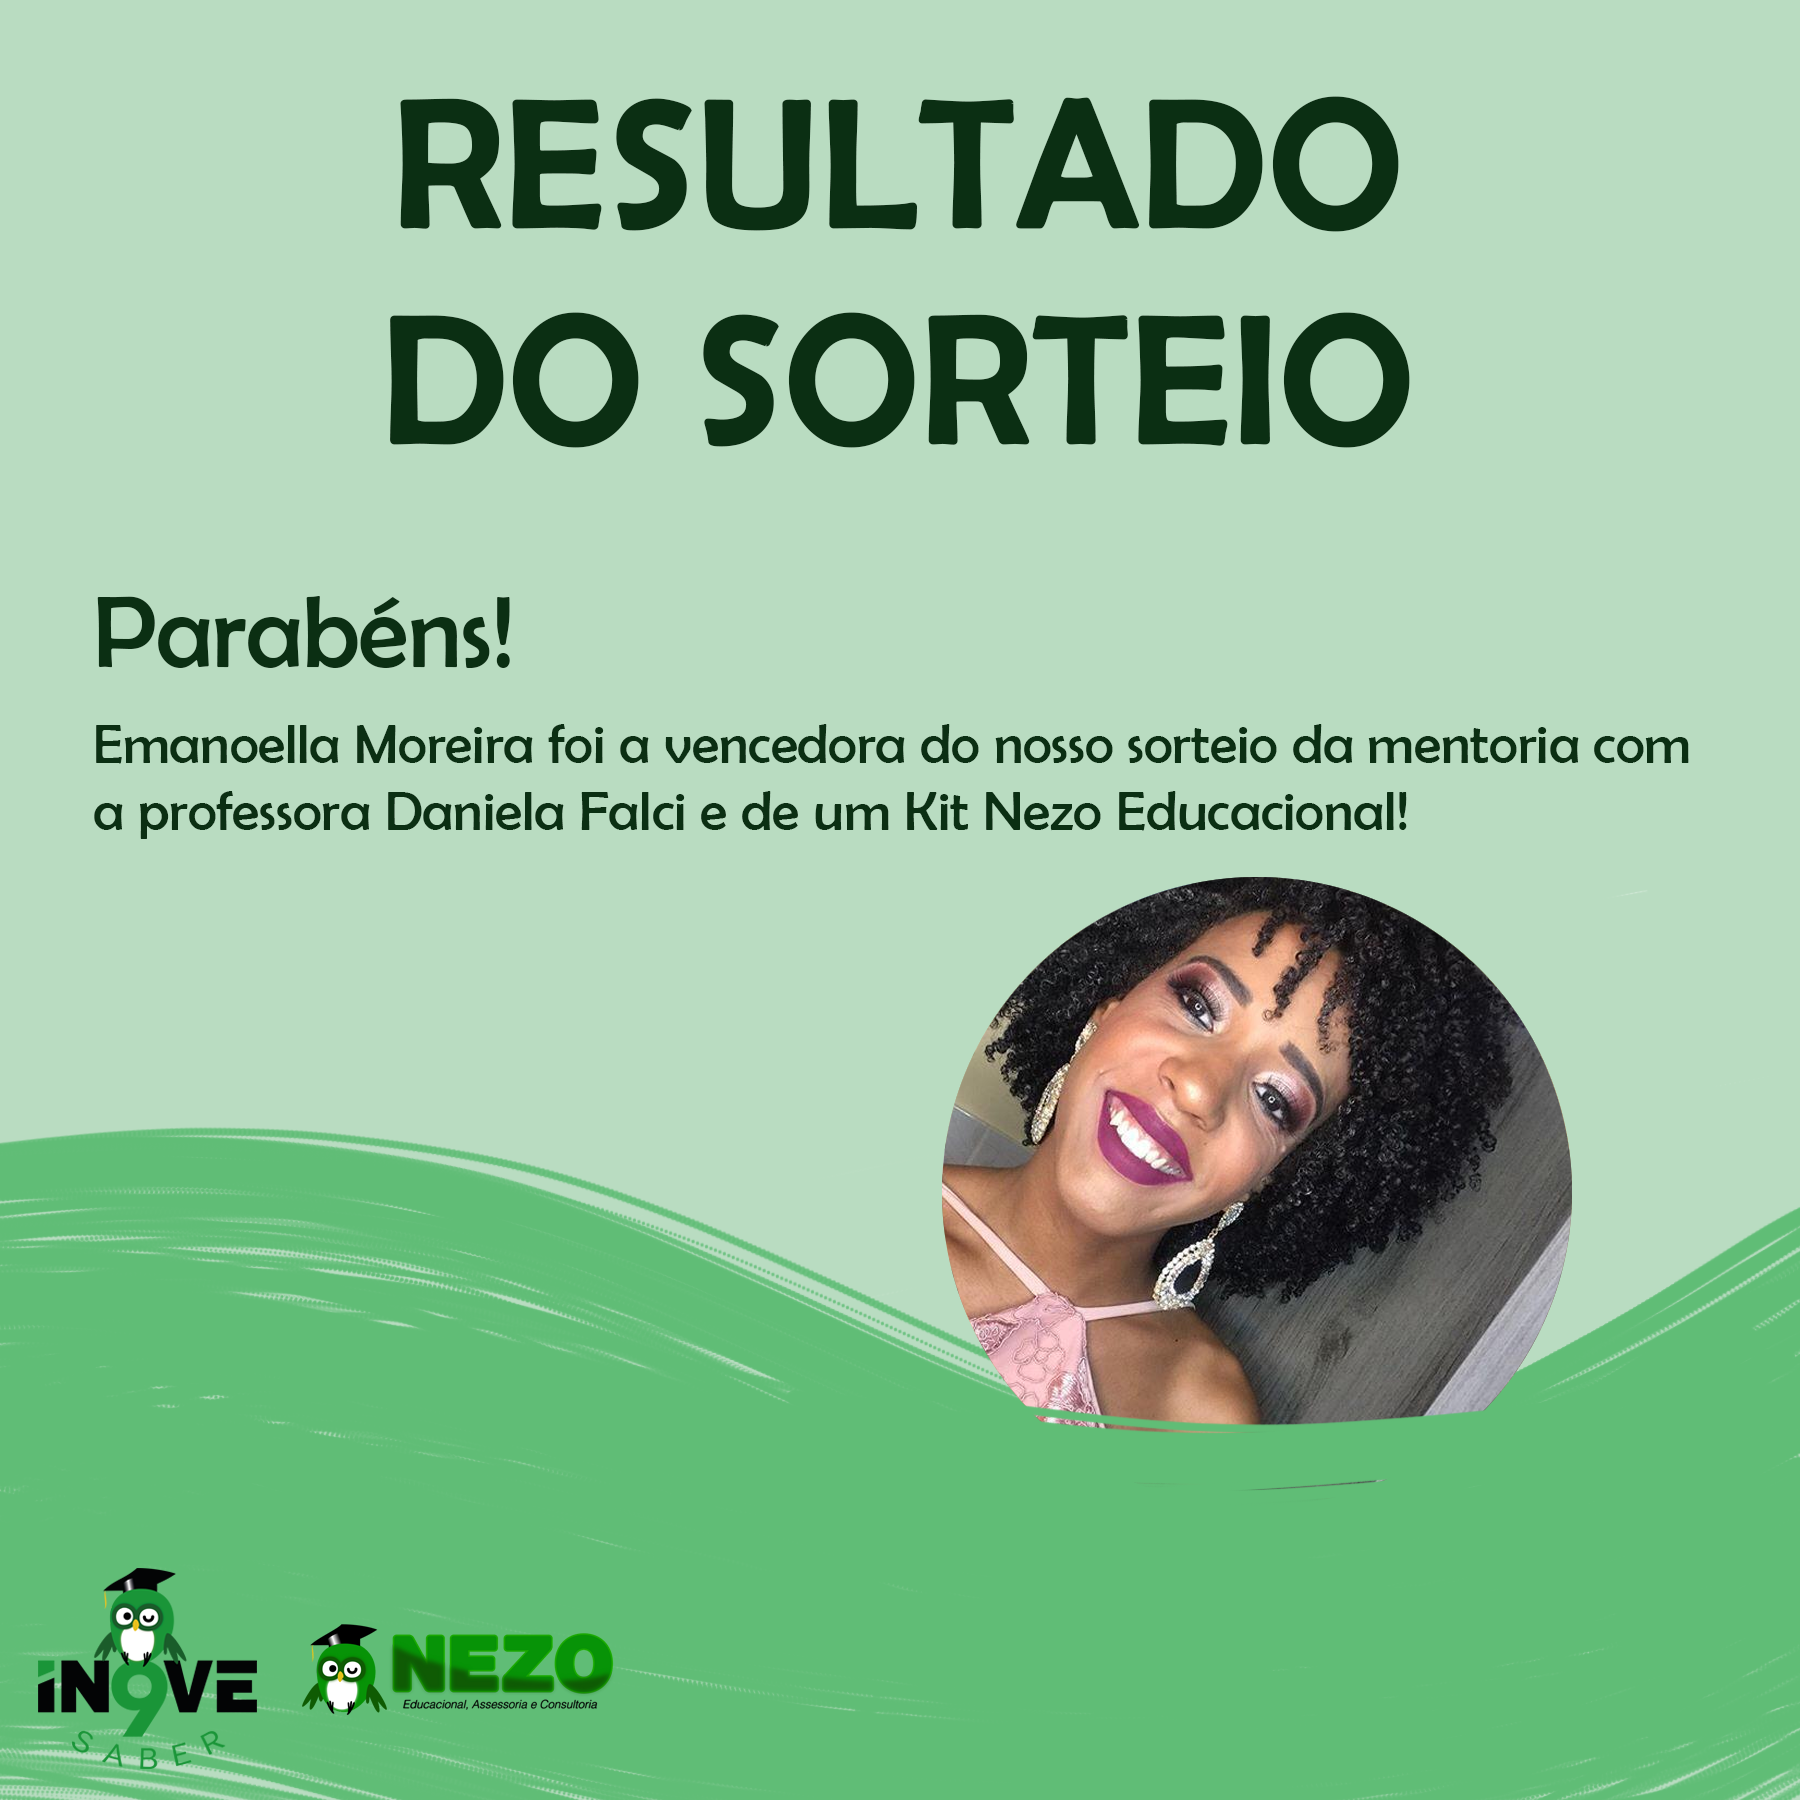 RESULTADO
DO SORTEIO
Parabéns!
Emanoella Moreira foi a vencedora do nosso sorteio da mentoria com
a professora Daniela Falci e de um Kit Nezo Educacional!
iN9VE
SABER
NEZO
Educacional, Assessoria e Consultoria